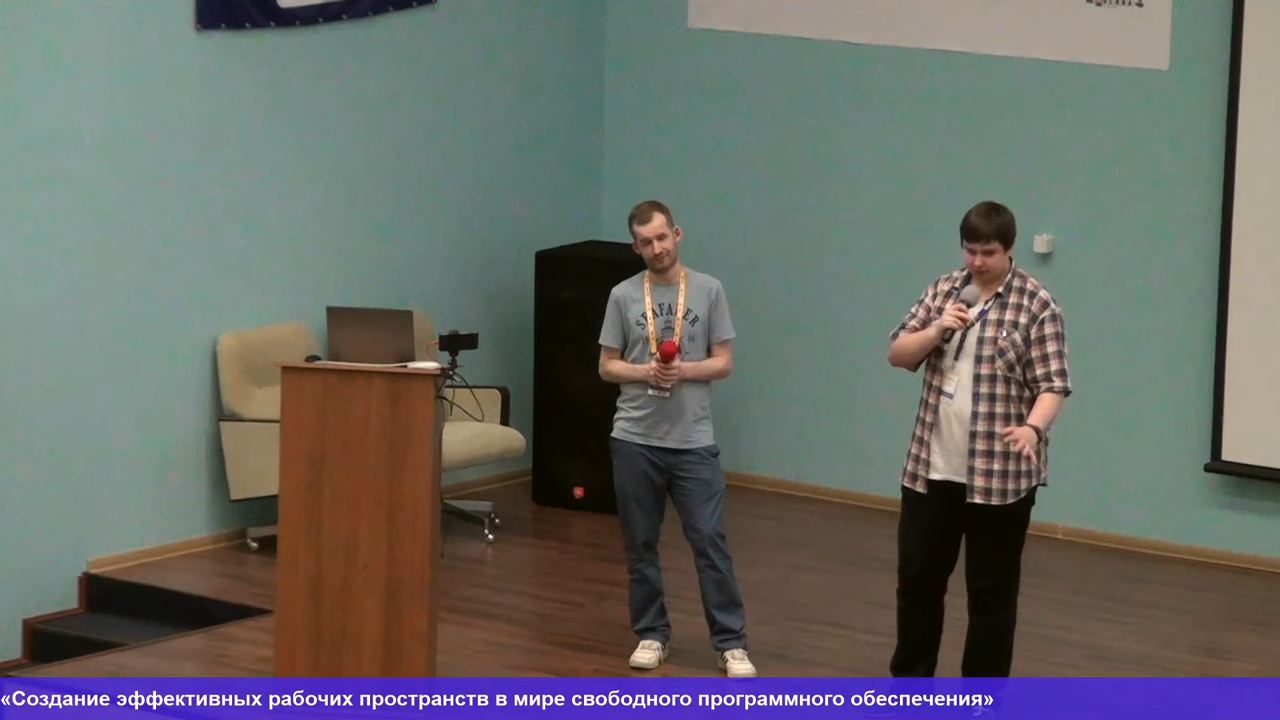 SEAFARER
«Создание эффективных рабочих пространств в мире свободного программного обеспечения»